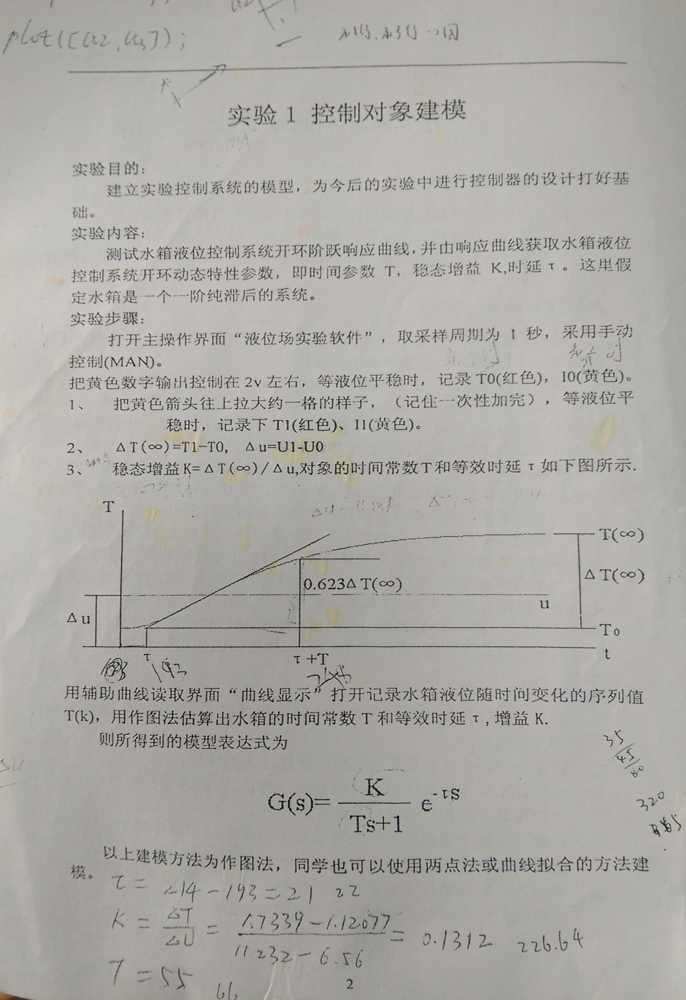 plot([u2,u3]);
实验 1 控制对象建模
实验目的：
建立实验控制系统的模型，为今后的实验中进行控制器的设计打好基
础。
实验内容：
测试水箱液位控制系统开环阶跃响应曲线，并由响应曲线获取水箱液位
控制系统开环动态特性参数，即时间参数 T，稳态增益 K,时延 τ。这里假
定水箱是一个一阶纯滞后的系统。
实验步骤：
打开主操作界面“液位场实验软件”，取采样周期为 1 秒，采用手动
控制(MAN)。
把黄色数字输出控制在 2v 左右，等液位平稳时，记录 T0(红色)，I0(黄色)。
1、 把黄色箭头往上拉大约一格的样子，（记住一次性加完），等液位平
稳时，记录下 T1(红色)、I1(黄色)。
2、 ΔT(∞)=T1-T0, Δu=U1-U0
3、 稳态增益 K=ΔT(∞)/Δu,对象的时间常数T和等效时延 τ 如下图所示.
T
T(∞)
0.623ΔT(∞)
ΔT(∞)
u
Δu
T0
τ
τ+T
t
193
用辅助曲线读取界面“曲线显示”打开记录水箱液位随时间变化的序列值
T(k)，用作图法估算出水箱的时间常数 T 和等效时延 τ,增益 K.
则所得到的模型表达式为
35
45
80
G(s)= K / Ts+1 e^-τS
320
以上建模方法为作图法，同学也可以使用两点法或曲线拟合的方法建
模。
τ = 214-193=21 22
K = ΔT/ΔU = 1.7339-1.12077 / 11.232-6.56 = 0.1312 226.64
T=55 66
2